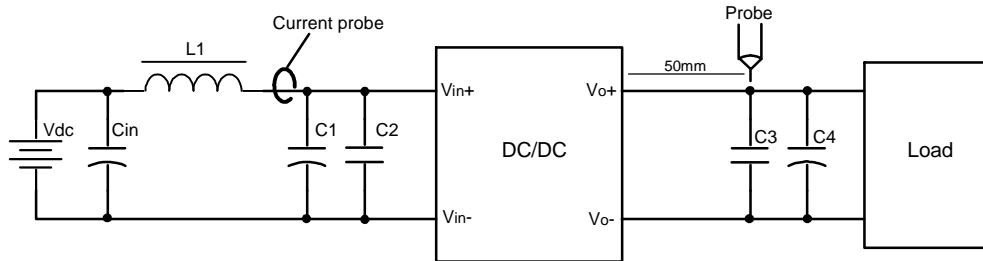 Current probe
Probe
L1
50mm
Vin+
Vo+
Vdc
Cin
C1
C2
DC/DC
C3
C4
Load
Vin-
Vo-